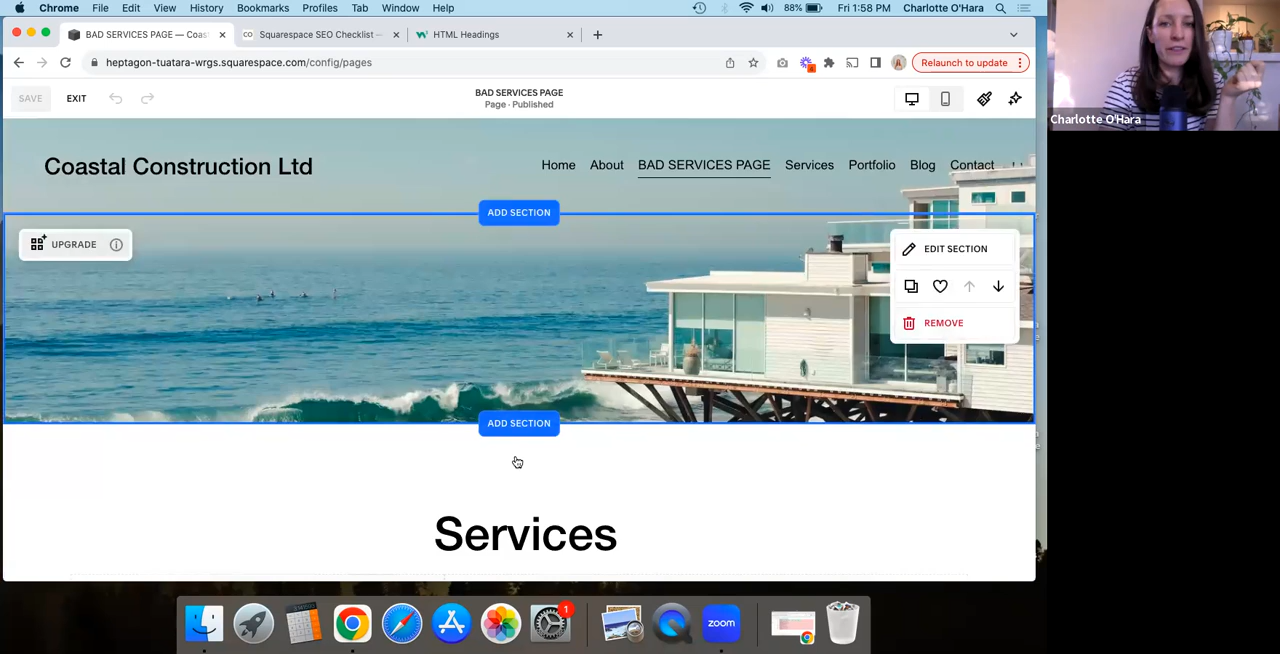 Chrome File Edit View History Bookmarks Profiles Tab Window Help 88% Fri 1:58 PM Charlotte O'Hara
BAD SERVICES PAGE — Coas
Squarespace SEO Checklist —
HTML Headings
heptagon-tuatara-wrgs.squarespace.com/config/pages
Relaunch to update
SAVE EXIT
BAD SERVICES PAGE
Page · Published
Charlotte O'Hara
Coastal Construction Ltd
Home About BAD SERVICES PAGE Services Portfolio Blog Contact
ADD SECTION
UPGRADE
EDIT SECTION
REMOVE
ADD SECTION
Services
1
zoom